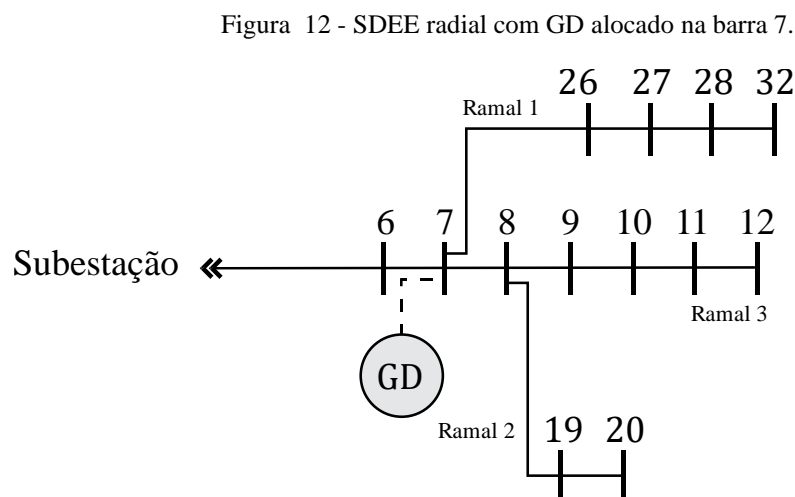 Figura 12 - SDEE radial com GD alocado na barra 7.
26 27 28 32
Ramal 1
6 7 8 9 10 11 12
Subestação
Ramal 3
GD
Ramal 2
19 20